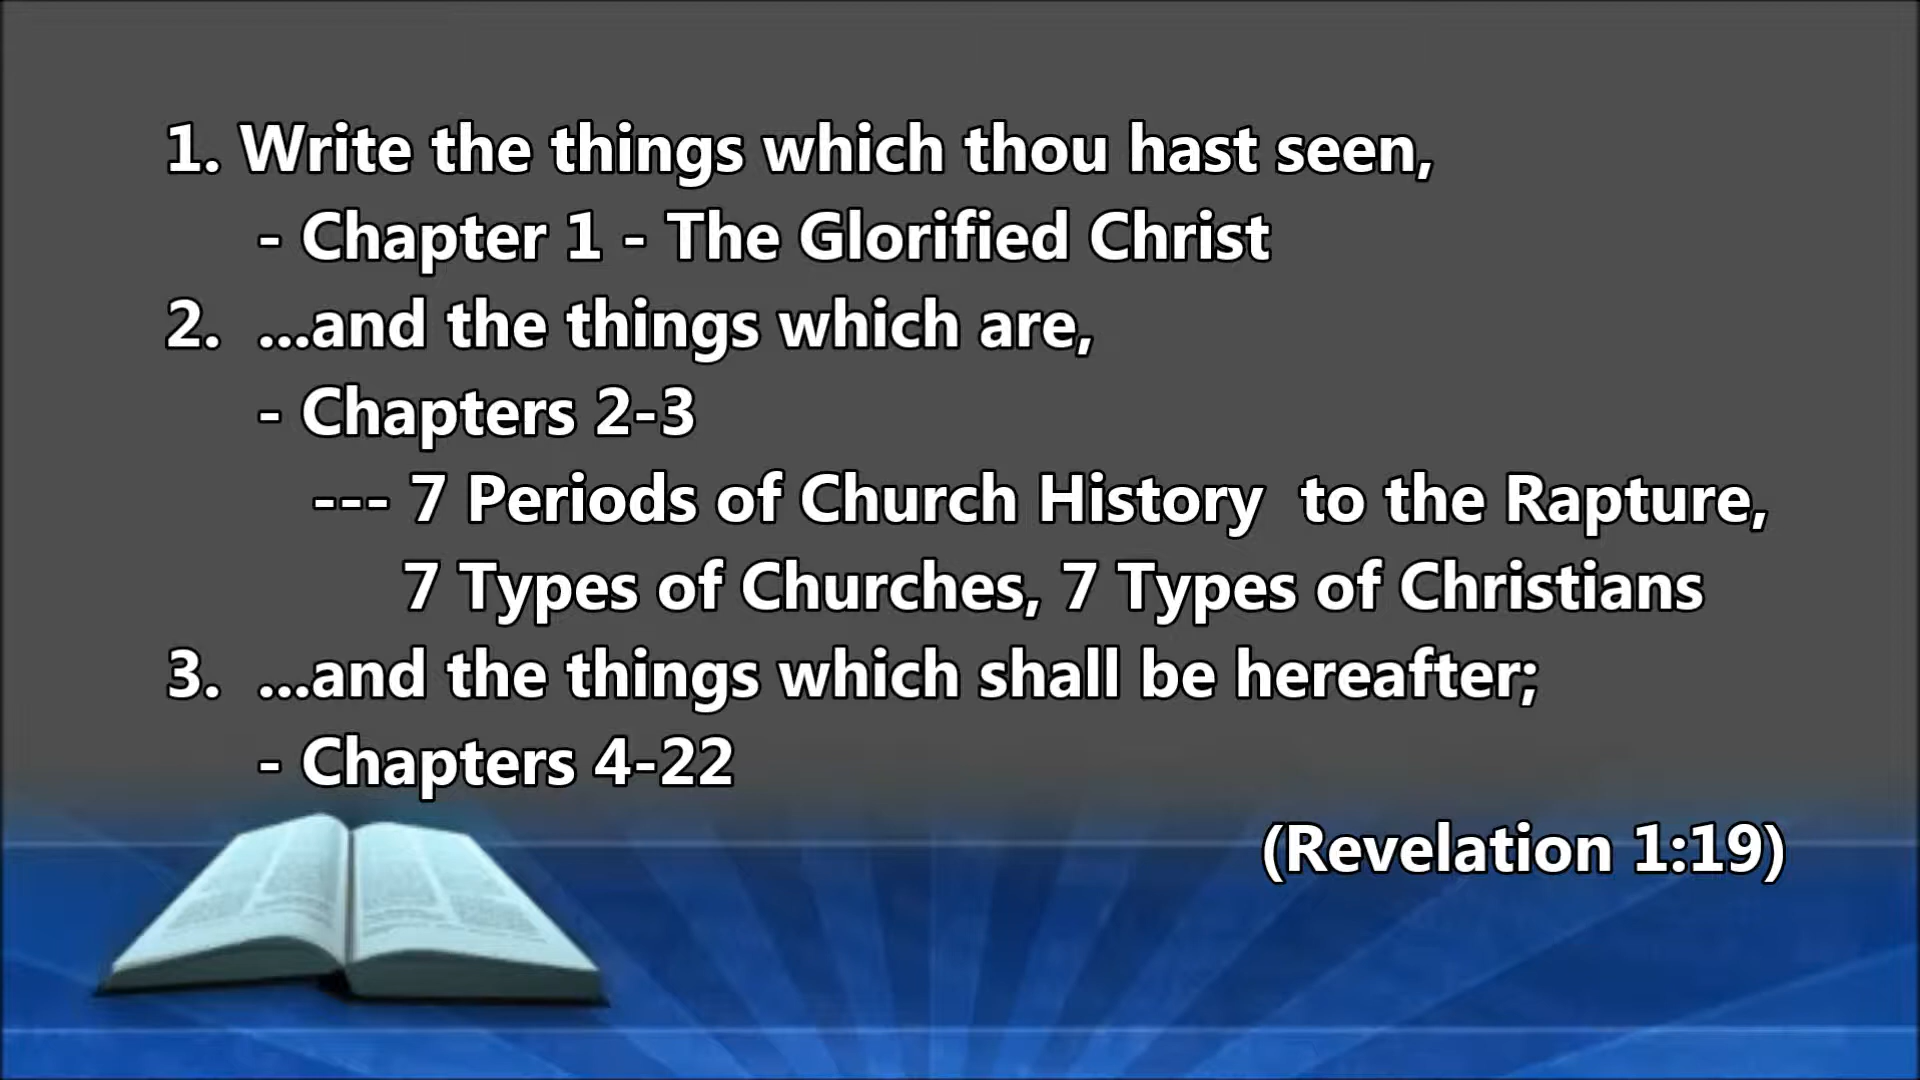 1. Write the things which thou hast seen,
- Chapter 1 - The Glorified Christ
2. ...and the things which are,
- Chapters 2-3
--- 7 Periods of Church History to the Rapture,
7 Types of Churches, 7 Types of Christians
3. ...and the things which shall be hereafter;
- Chapters 4-22
(Revelation 1:19)